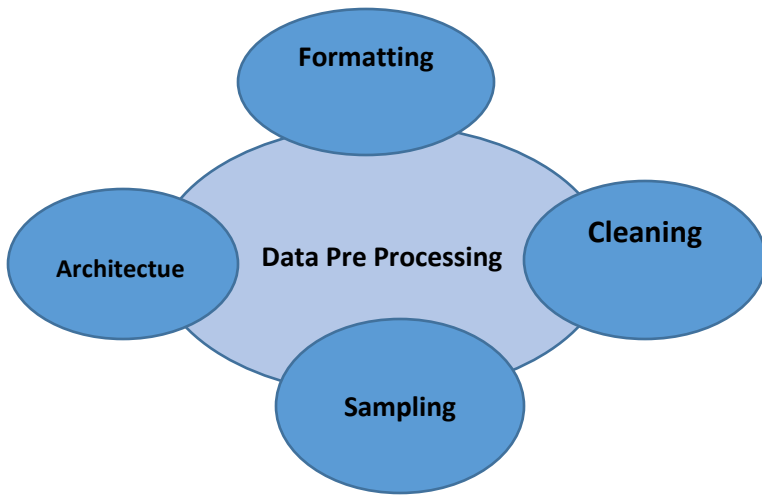 Formatting
Cleaning
Data Pre Processing
Architectue
Sampling